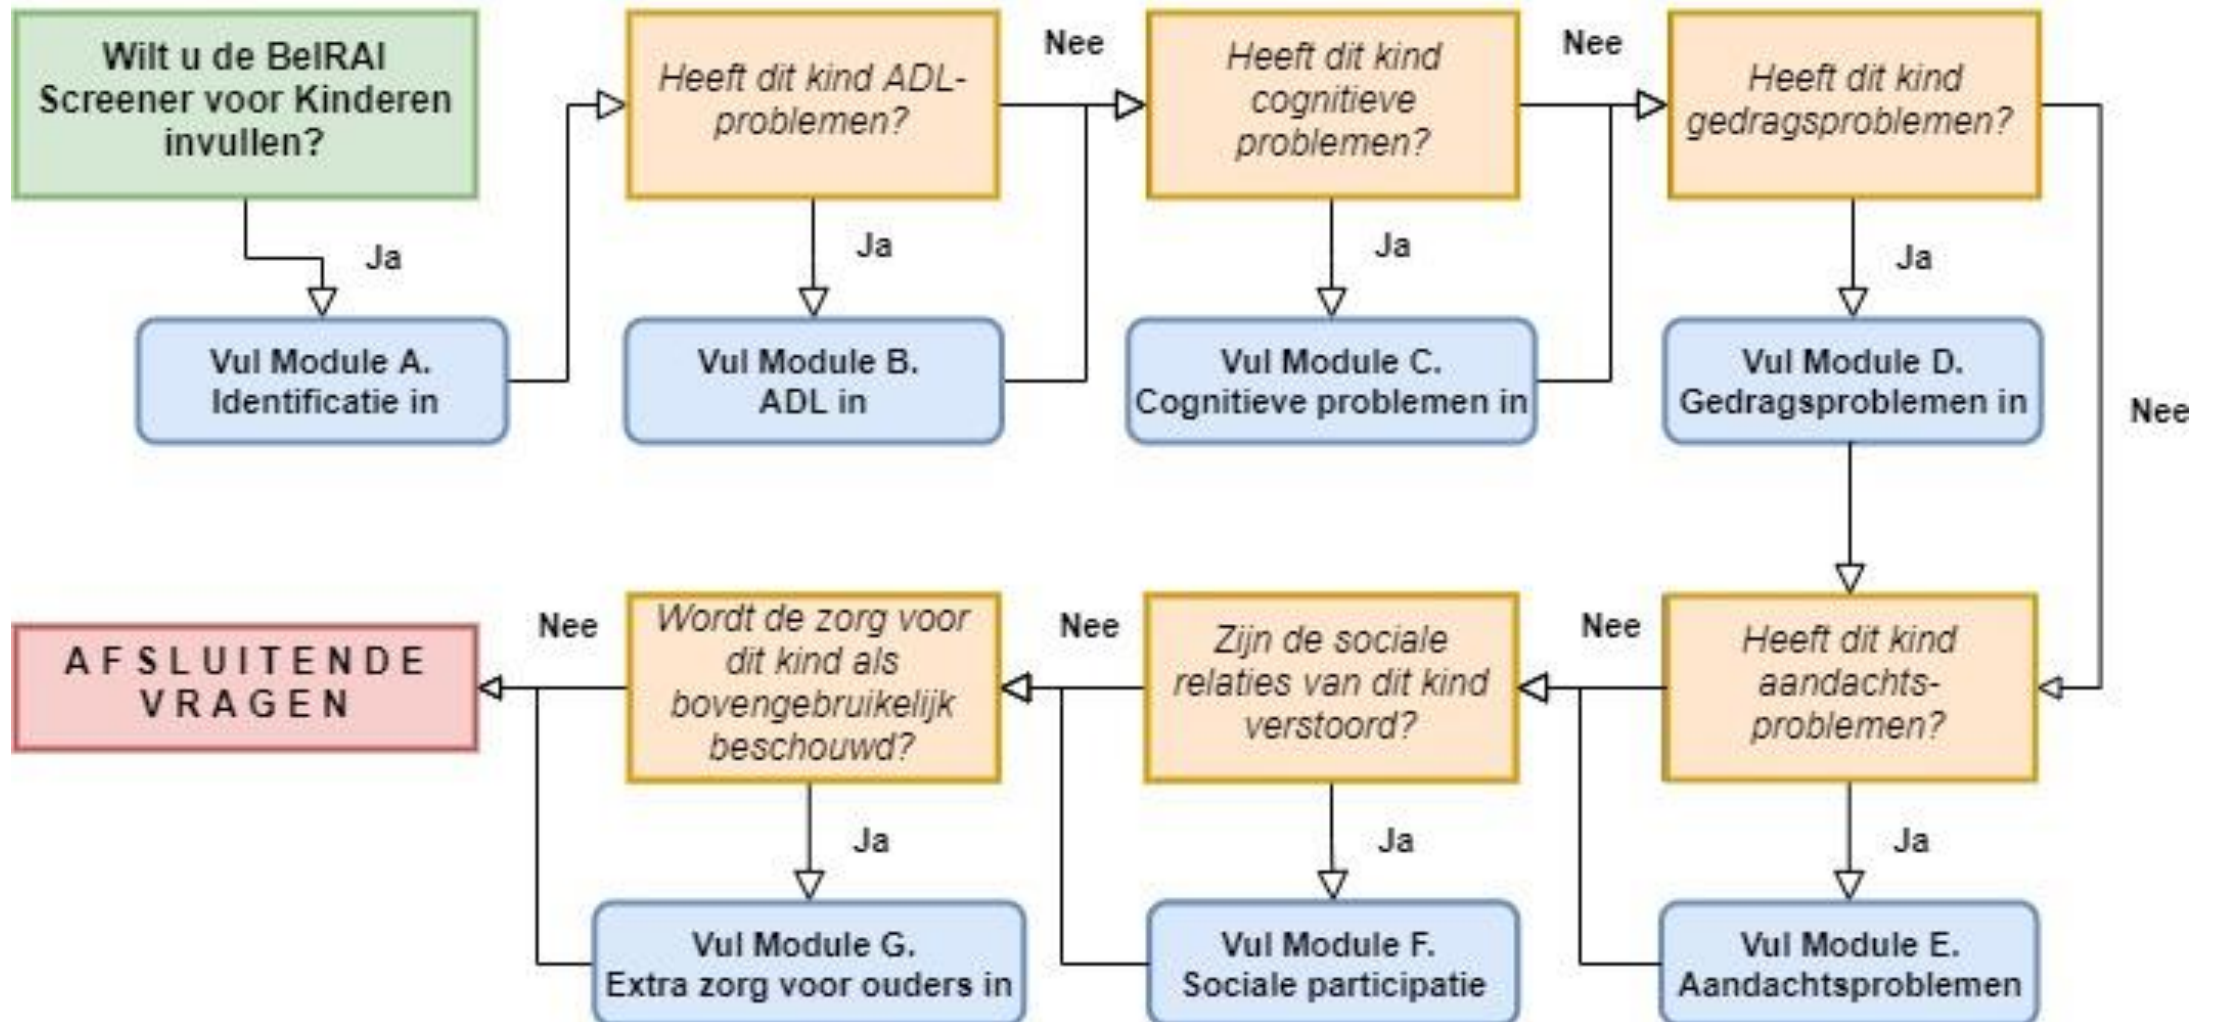 Wilt u de BelRAI
Screener voor Kinderen
invullen?
Ja
Vul Module A.
Identificatie in
Heeft dit kind ADL-
problemen?
Nee
Ja
Vul Module B.
ADL in
Heeft dit kind
cognitieve
problemen?
Nee
Ja
Vul Module C.
Cognitieve problemen in
Heeft dit kind
gedragsproblemen?
Ja
Nee
Vul Module D.
Gedragsproblemen in
Heeft dit kind
aandachts-
problemen?
Nee
Ja
Vul Module E.
Aandachtsproblemen
Zijn de sociale
relaties van dit kind
verstoord?
Nee
Ja
Vul Module F.
Sociale participatie
Wordt de zorg voor
dit kind als
bovengebruikelijk
beschouwd?
Nee
Ja
Vul Module G.
Extra zorg voor ouders in
AFSLUITENDE
VRAGEN